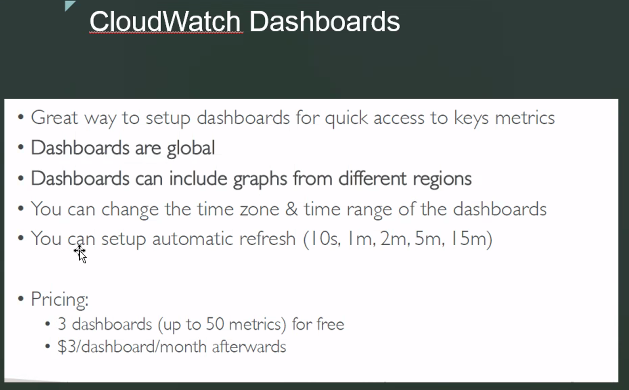 CloudWatch Dashboards
• Great way to setup dashboards for quick access to keys metrics
• Dashboards are global
• Dashboards can include graphs from different regions
• You can change the time zone & time range of the dashboards
• You can setup automatic refresh (10s, 1m, 2m, 5m, 15m)
• Pricing:
• 3 dashboards (up to 50 metrics) for free
• $3/dashboard/month afterwards